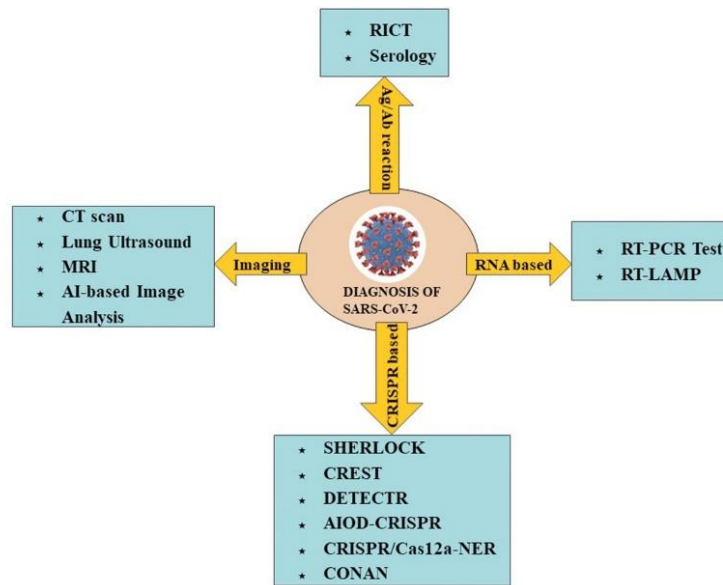 RICT
Serology
Ag/Ab reaction
CT scan
Lung Ultrasound
MRI
AI-based Image
Analysis
Imaging
DIAGNOSIS OF
SARS-CoV-2
RNA based
RT-PCR Test
RT-LAMP
CRISPR based
SHERLOCK
CREST
DETECTR
AIOD-CRISPR
CRISPR/Cas12a-NER
CONAN